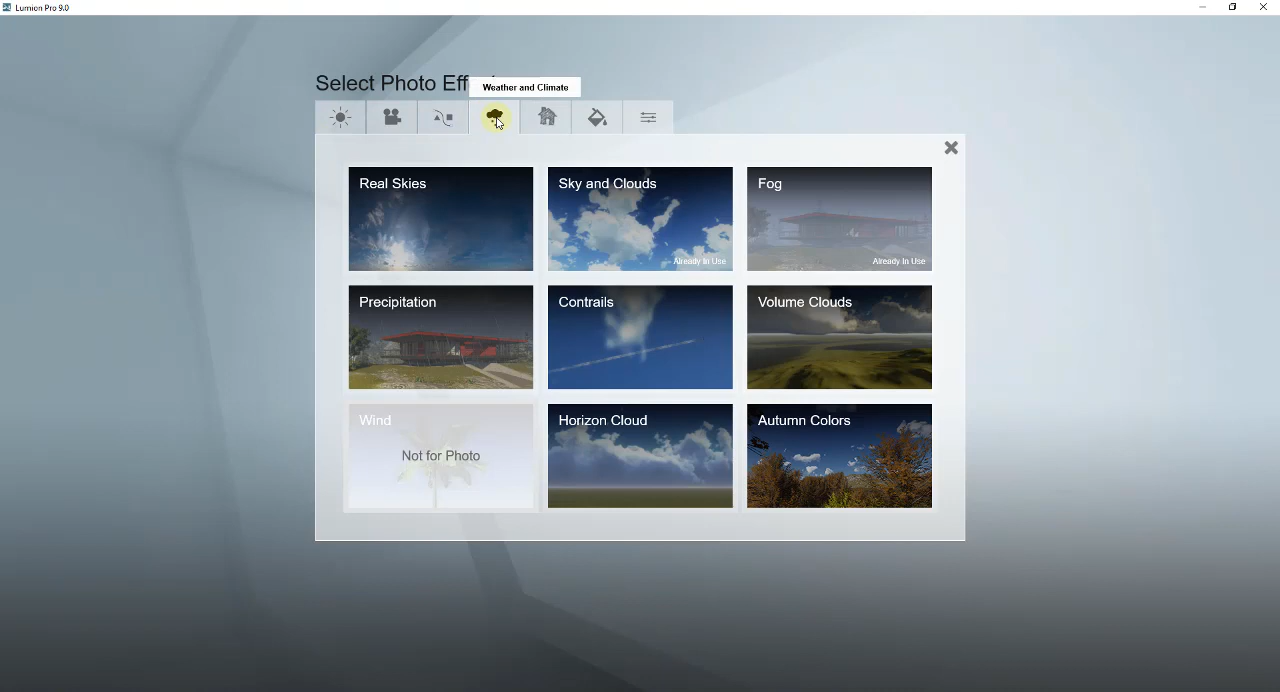 Lumion Pro 9.0
Select Photo Eff
Weather and Climate
Real Skies
Sky and Clouds
Already In Use
Fog
Already In Use
Precipitation
Contrails
Volume Clouds
Wind
Not for Photo
Horizon Cloud
Autumn Colors